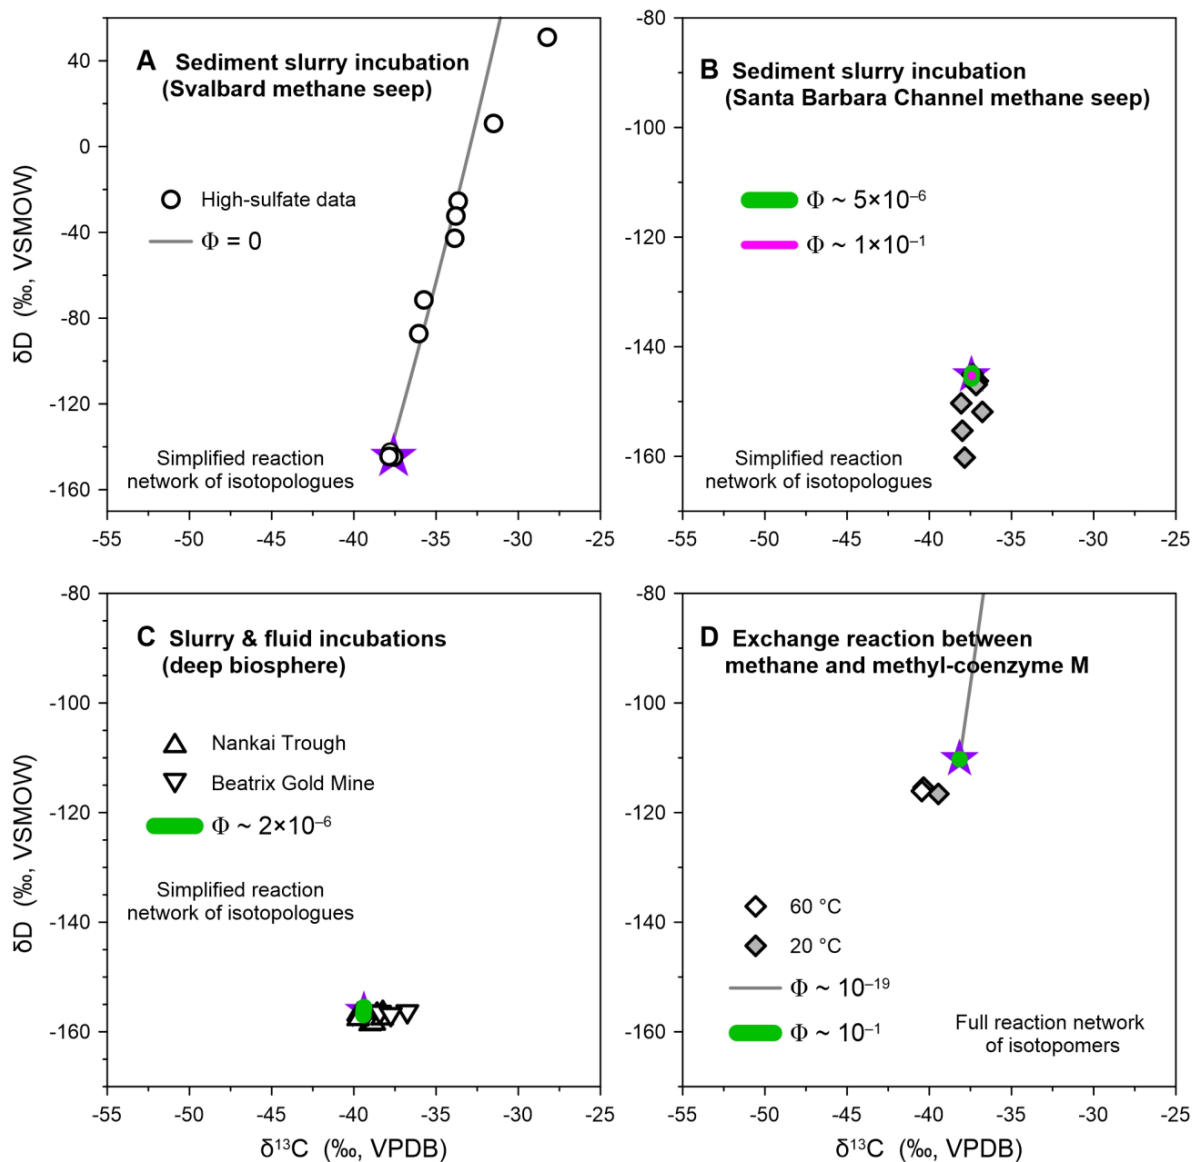 A Sediment slurry incubation
(Svalbard methane seep)
High-sulfate data
Φ = 0
Simplified reaction
network of isotopologues
40
0
-40
-80
-120
-160
δD (‰, VSMOW)
-55 -50 -45 -40 -35 -30 -25
B Sediment slurry incubation
(Santa Barbara Channel methane seep)
Φ ~ 5×10⁻⁶
Φ ~ 1×10⁻¹
Simplified reaction
network of isotopologues
-80
-100
-120
-140
-160
-55 -50 -45 -40 -35 -30 -25
C Slurry & fluid incubations
(deep biosphere)
Nankai Trough
Beatrix Gold Mine
Φ ~ 2×10⁻⁶
Simplified reaction
network of isotopologues
-80
-100
-120
-140
-160
δD (‰, VSMOW)
-55 -50 -45 -40 -35 -30 -25
δ¹³C (‰, VPDB)
D Exchange reaction between
methane and methyl-coenzyme M
60 °C
20 °C
Φ ~ 10⁻¹⁹
Φ ~ 10⁻¹
Full reaction network
of isotopomers
-80
-100
-120
-140
-160
-55 -50 -45 -40 -35 -30 -25
δ¹³C (‰, VPDB)